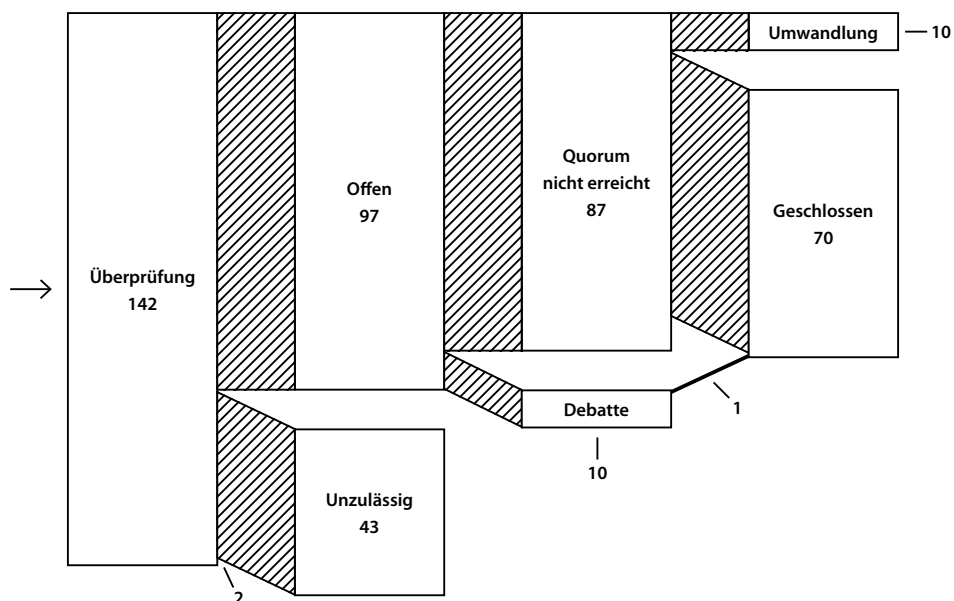 Überprüfung
142
Offen
97
Unzulässig
43
2
Quorum
nicht erreicht
87
Debatte
10
1
Umwandlung
10
Geschlossen
70